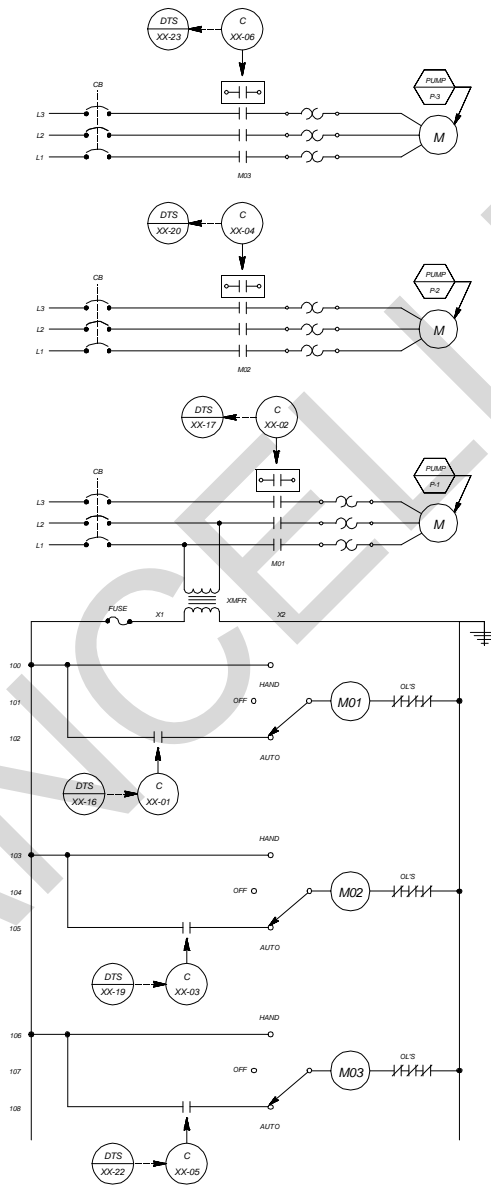 DTS C
XX-23 XX-06
PUMP
P-3
CB
L3
L2
M
L1
M03
DTS C
XX-20 XX-04
PUMP
P-2
CB
L3
L2
M
L1
M02
DTS C
XX-17 XX-02
PUMP
P-1
CB
L3
L2
M
L1
M01
XMFR
FUSE X1 X2
100
HAND
101 OFF M01 OL'S
102
AUTO
DTS C
XX-16 XX-01
HAND
103
104 OFF M02 OL'S
105
AUTO
DTS C
XX-19 XX-03
HAND
106
107 OFF M03 OL'S
108
AUTO
DTS C
XX-22 XX-05